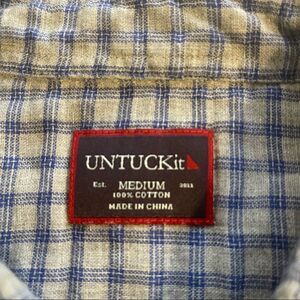 UNTUCKit
Est. MEDIUM 2011
100% COTTON
MADE IN CHINA